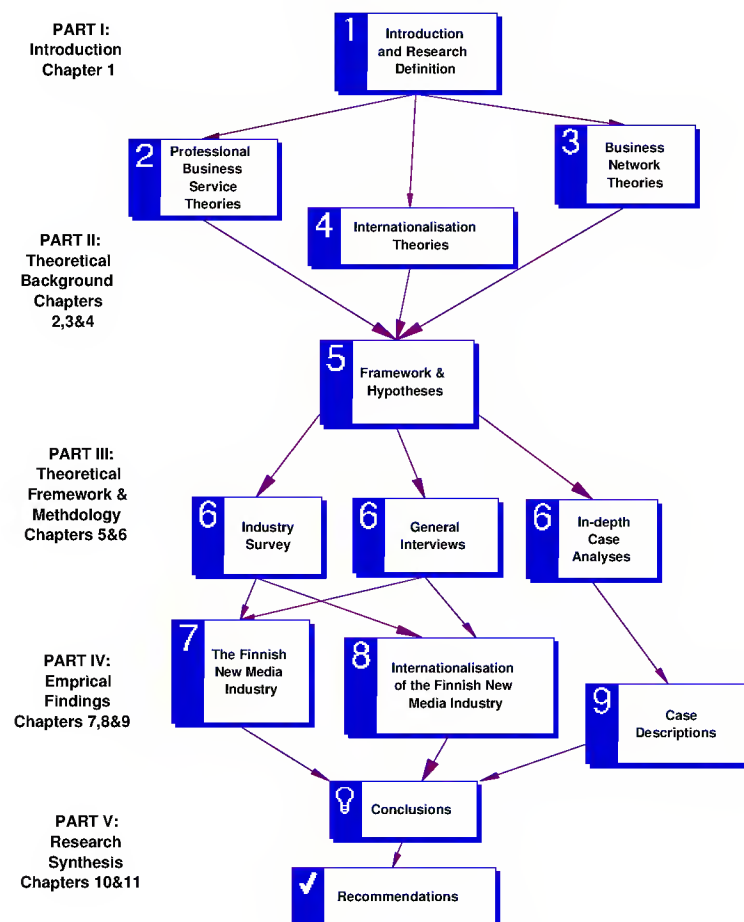 PART I:
Introduction
Chapter 1
1
Introduction
and Research
Definition
2
Professional
Business
Service
Theories
3
Business
Network
Theories
4
Internationalisation
Theories
PART II:
Theoretical
Background
Chapters
2,3&4
5
Framework &
Hypotheses
PART III:
Theoretical
Fremework &
Methdology
Chapters 5&6
6
Industry
Survey
6
General
Interviews
6
In-depth
Case
Analyses
7
The Finnish
New Media
Industry
8
Internationalisation
of the Finnish New
Media Industry
9
Case
Descriptions
PART IV:
Emprical
Findings
Chapters 7,8&9
Conclusions
PART V:
Research
Synthesis
Chapters 10&11
Recommendations